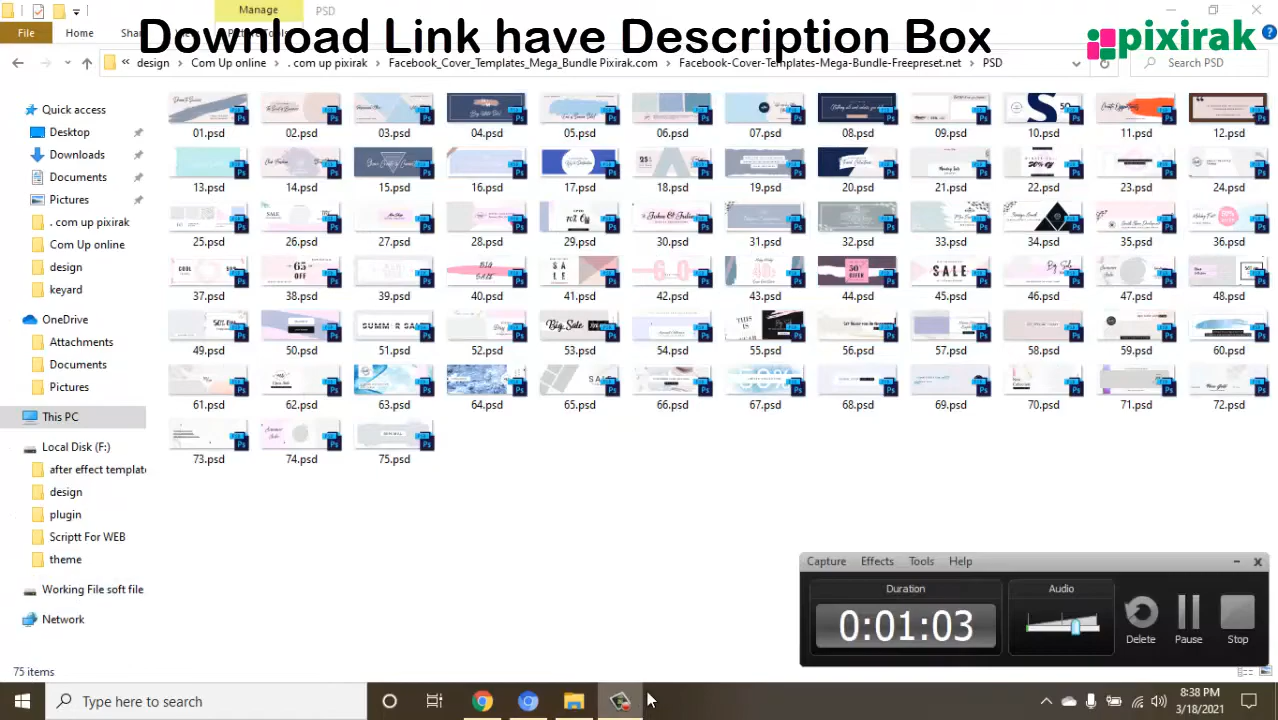 Manage
PSD
File
Home
Download Link have Description Box
pixirak
design
Com Up online
. com up pixirak
Facebook_Cover_Templates_Mega_Bundle Pixirak.com
Facebook-Cover-Templates-Mega-Bundle-Freepreset.net
PSD
Search PSD
Quick access
Desktop
Downloads
Documents
Pictures
. com up pixirak
Com Up online
design
keyard
OneDrive
Attachments
Documents
Pictures
This PC
Local Disk (F:)
after effect templat
design
plugin
Scriptt For WEB
theme
Working File soft file
Network
01.psd 02.psd 03.psd 04.psd 05.psd 06.psd 07.psd 08.psd 09.psd 10.psd 11.psd 12.psd
13.psd 14.psd 15.psd 16.psd 17.psd 18.psd 19.psd 20.psd 21.psd 22.psd 23.psd 24.psd
25.psd 26.psd 27.psd 28.psd 29.psd 30.psd 31.psd 32.psd 33.psd 34.psd 35.psd 36.psd
37.psd 38.psd 39.psd 40.psd 41.psd 42.psd 43.psd 44.psd 45.psd 46.psd 47.psd 48.psd
49.psd 50.psd 51.psd 52.psd 53.psd 54.psd 55.psd 56.psd 57.psd 58.psd 59.psd 60.psd
61.psd 62.psd 63.psd 64.psd 65.psd 66.psd 67.psd 68.psd 69.psd 70.psd 71.psd 72.psd
73.psd 74.psd 75.psd
Capture Effects Tools Help
Duration
0:01:03
Audio
Delete
Pause
Stop
75 items
Type here to search
8:38 PM
3/18/2021